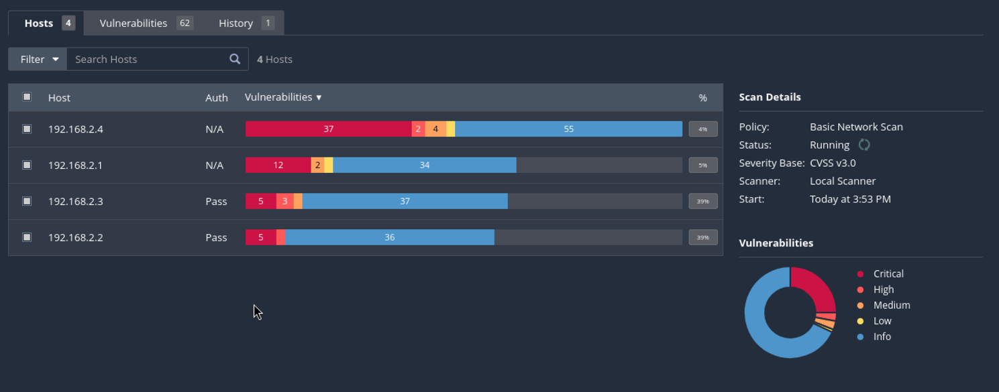 Hosts 4 Vulnerabilities 62 History 1
Filter Search Hosts 4 Hosts
Host Auth Vulnerabilities ▾ %
192.168.2.4 N/A 37 2 4 55 4%
192.168.2.1 N/A 12 2 34 5%
192.168.2.3 Pass 5 3 37 39%
192.168.2.2 Pass 5 36 39%
Scan Details
Policy: Basic Network Scan
Status: Running
Severity Base: CVSS v3.0
Scanner: Local Scanner
Start: Today at 3:53 PM
Vulnerabilities
Critical
High
Medium
Low
Info